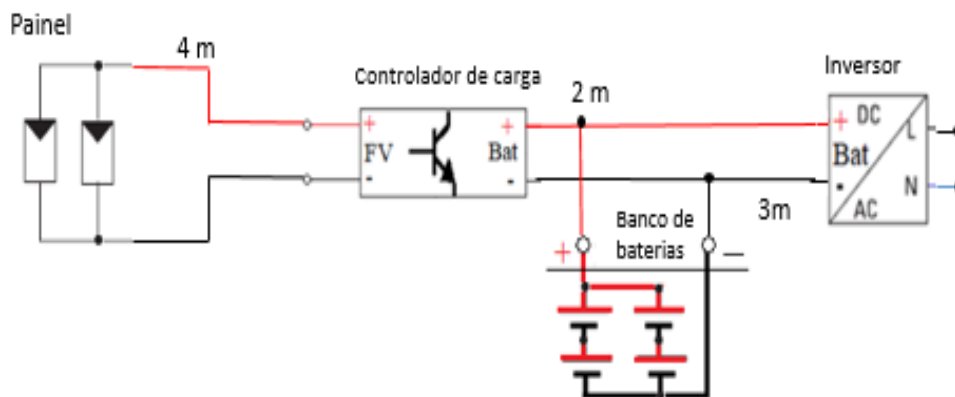 Painel
4 m
Controlador de carga
+ FV - + Bat -
2 m
Inversor
+ DC L
Bat
- AC N
3m
Banco de
baterias
+ −